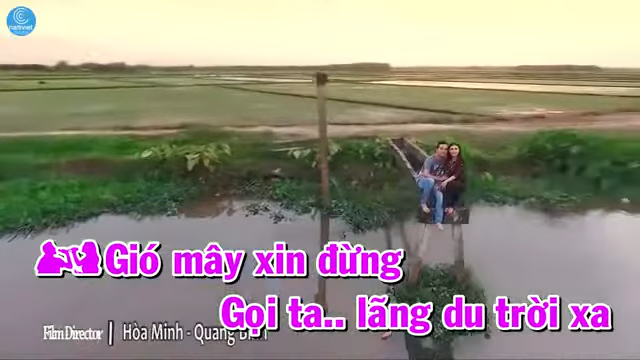 Gió mây xin đừng
Gọi ta.. lãng du trời xa
Film Director | Hòa Minh - Quang